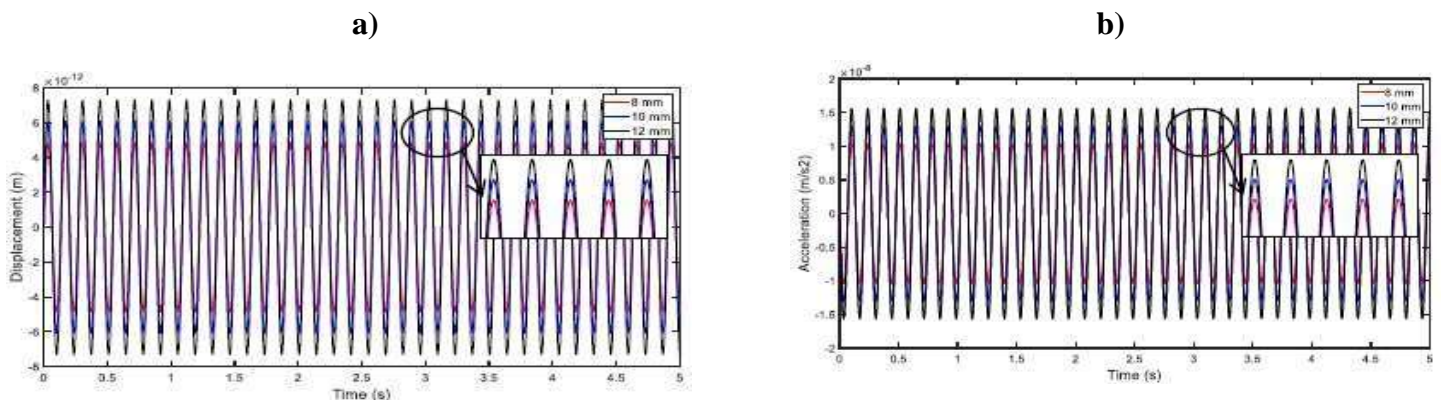 a)
b)
×10⁻¹²
8 mm
10 mm
12 mm
8
6
4
2
0
-2
-4
-6
-8
Displacement (m)
0 0.5 1 1.5 2 2.5 3 3.5 4 4.5 5
Time (s)
8 mm
10 mm
12 mm
2
1.5
1
0.5
0
-0.5
-1
-1.5
-2
Acceleration (m/s2)
0 0.5 1 1.5 2 2.5 3 3.5 4 4.5 5
Time (s)